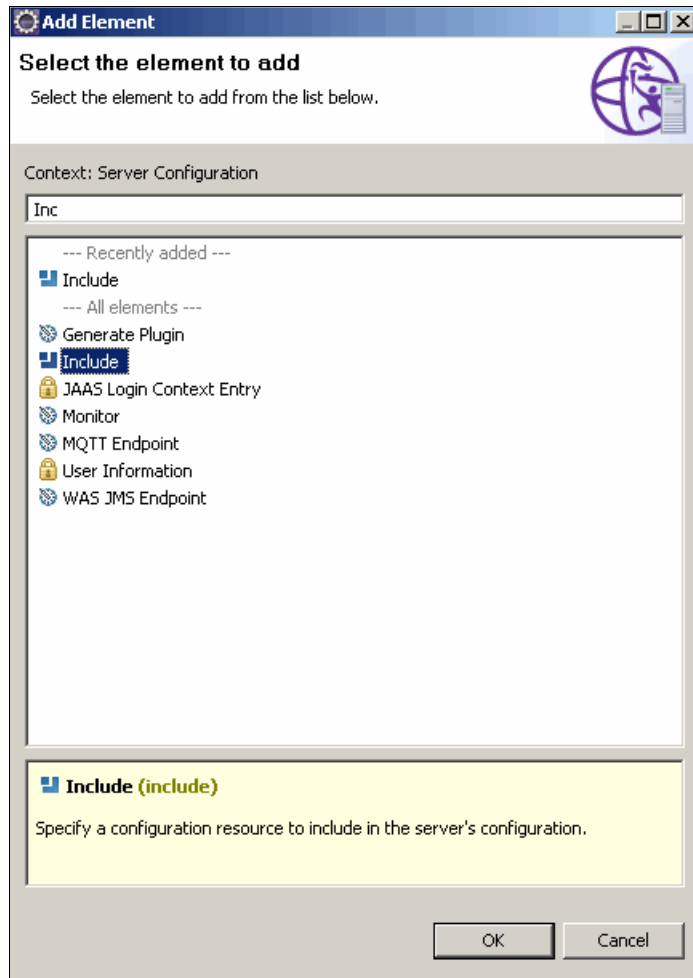 Add Element
Select the element to add
Select the element to add from the list below.
Context: Server Configuration
Inc
--- Recently added ---
Include
--- All elements ---
Generate Plugin
Include
JAAS Login Context Entry
Monitor
MQTT Endpoint
User Information
WAS JMS Endpoint
Include (include)
Specify a configuration resource to include in the server's configuration.
OK
Cancel